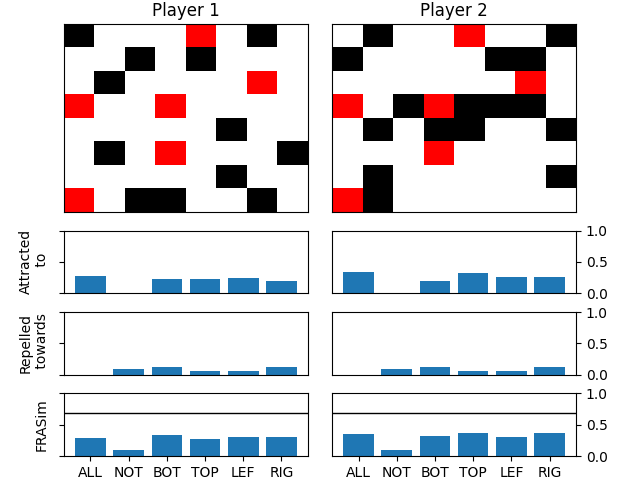 Player 1 Player 2
Attracted
to
1.0
0.5
0.0
Repelled
towards
1.0
0.5
0.0
FRASim
1.0
0.5
0.0
ALL NOT BOT TOP LEF RIG ALL NOT BOT TOP LEF RIG